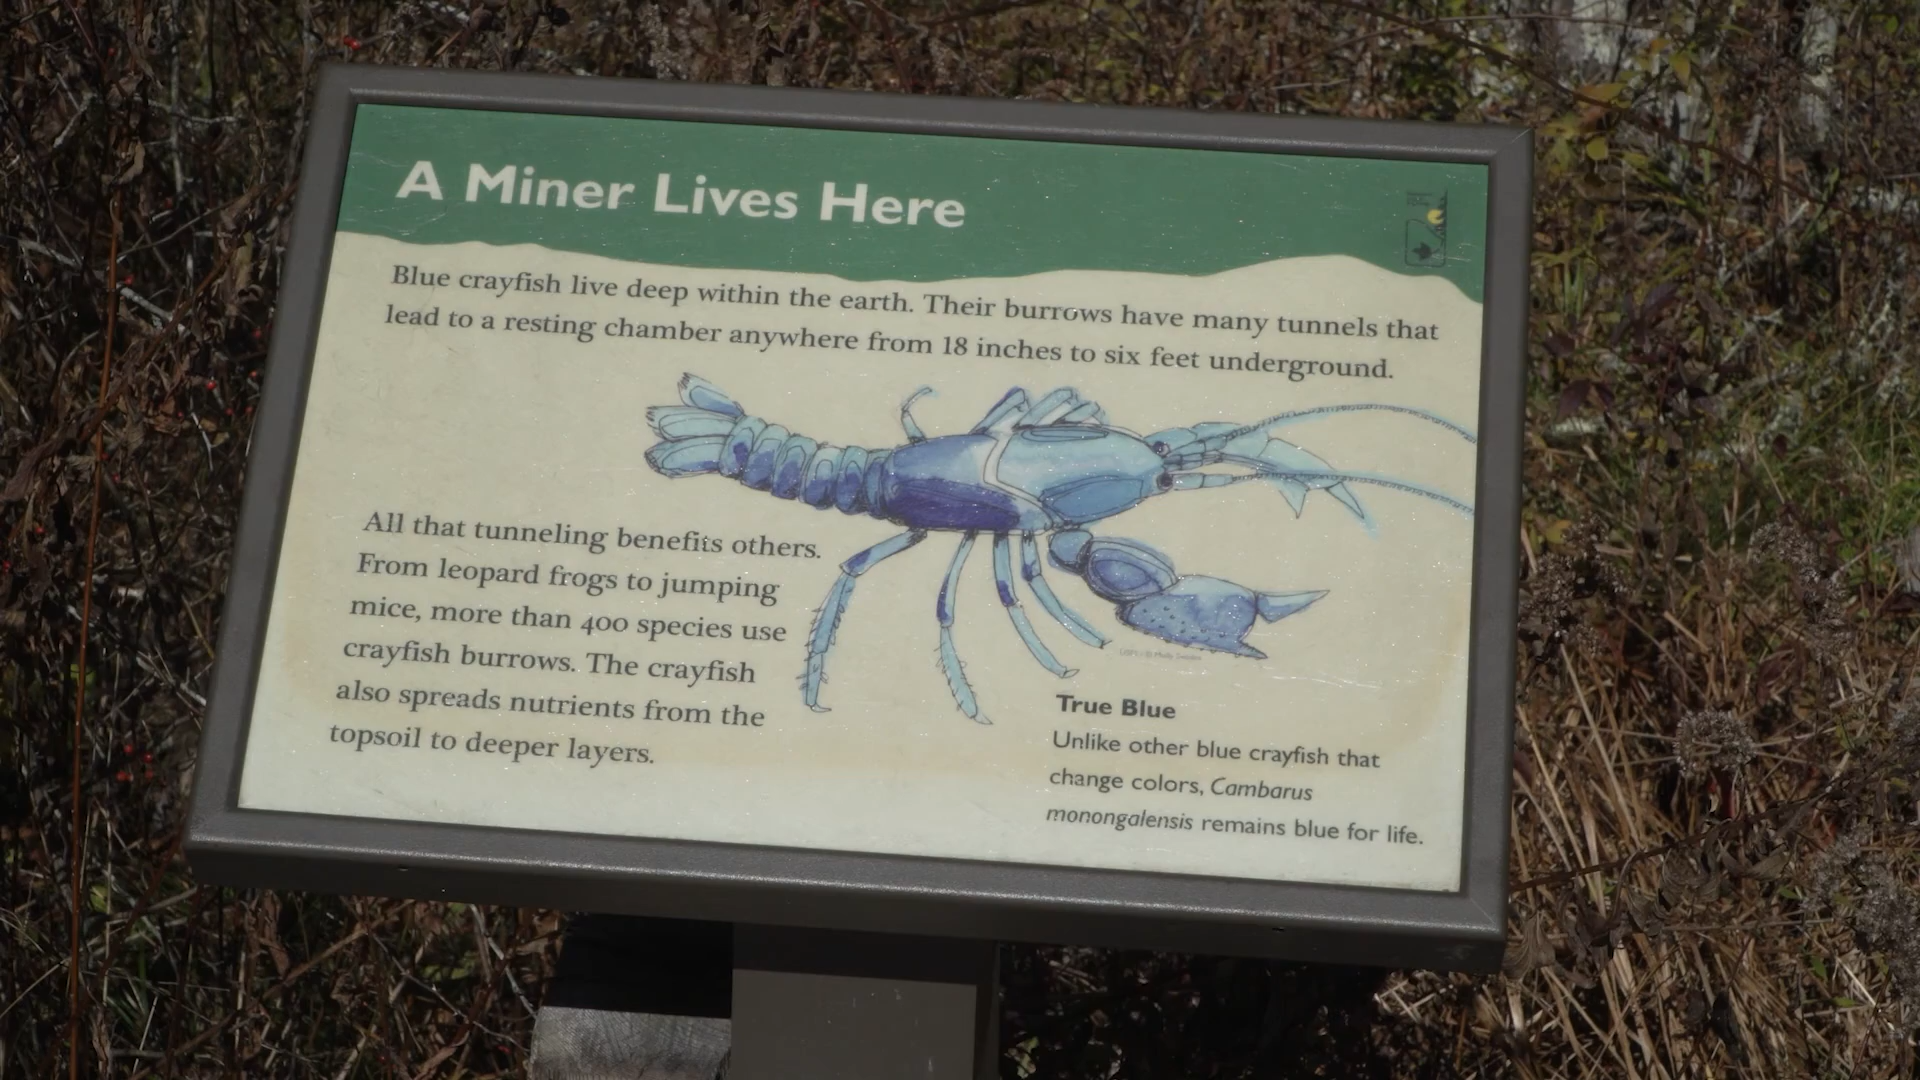 A Miner Lives Here
Blue crayfish live deep within the earth. Their burrows have many tunnels that
lead to a resting chamber anywhere from 18 inches to six feet underground.
All that tunneling benefits others.
From leopard frogs to jumping
mice, more than 400 species use
crayfish burrows. The crayfish
also spreads nutrients from the
topsoil to deeper layers.
True Blue
Unlike other blue crayfish that
change colors, Cambarus
monongalensis remains blue for life.